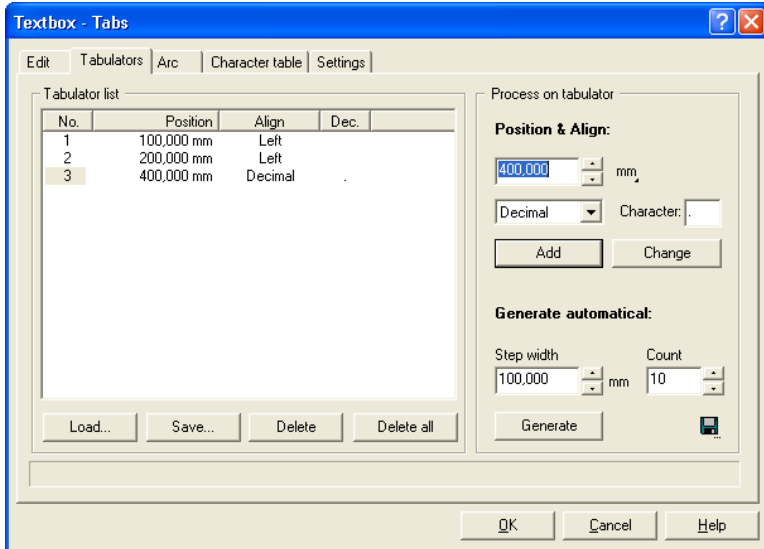 Textbox - Tabs
Edit Tabulators Arc Character table Settings
Tabulator list
No. Position Align Dec.
1 100,000 mm Left
2 200,000 mm Left
3 400,000 mm Decimal .
Load... Save... Delete Delete all
Process on tabulator
Position & Align:
400,000 mm
Decimal Character: .
Add Change
Generate automatical:
Step width Count
100,000 mm 10
Generate
OK Cancel Help